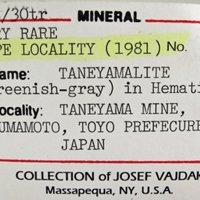 /30tr MINERAL
RY RARE
PE LOCALITY (1981) No.
ame: TANEYAMALITE
reenish-gray) in Hemati
ocality: TANEYAMA MINE,
UMAMOTO, TOYO PREFECURE
JAPAN
COLLECTION of JOSEF VAJDAK
Massapequa, NY, U.S.A.